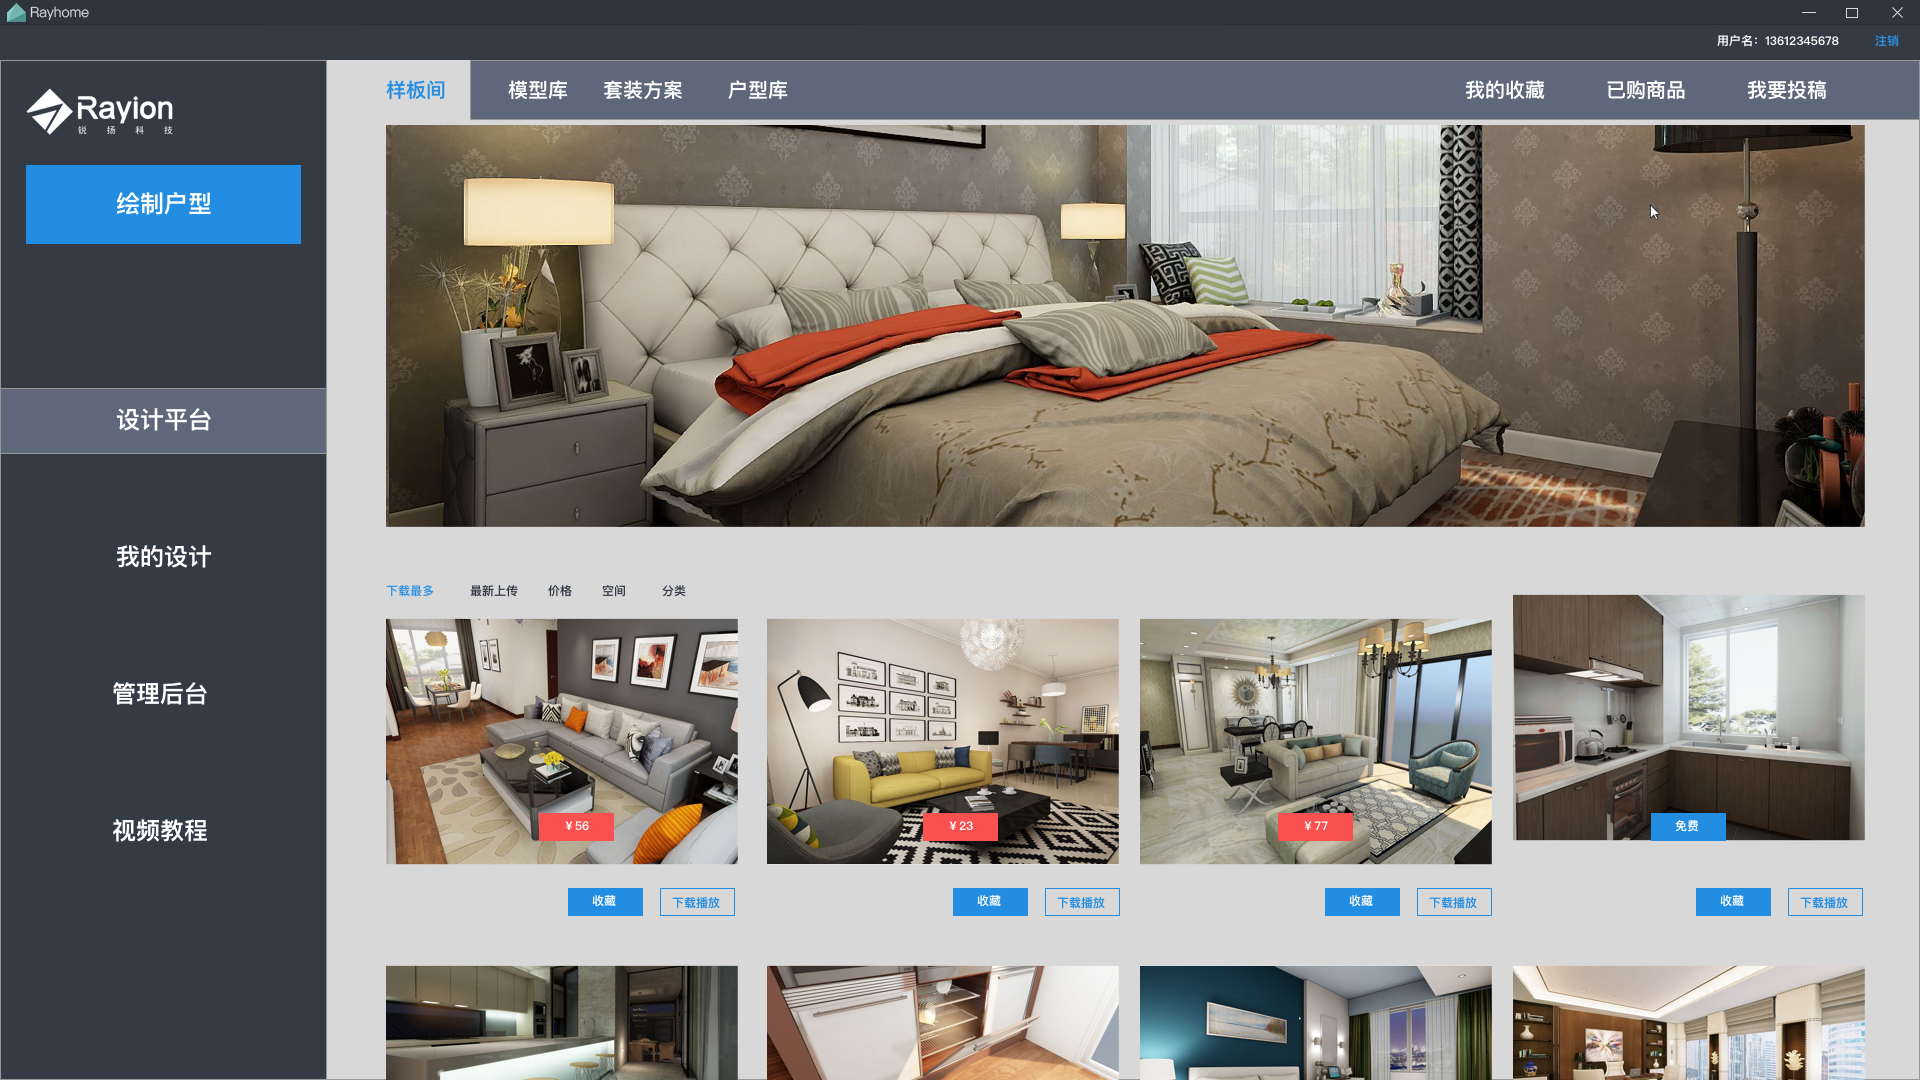 Rayhome
用户名：13612345678 注销
Rayion
锐扬科技
样板间 模型库 套装方案 户型库 我的收藏 已购商品 我要投稿
绘制户型
设计平台
我的设计
管理后台
视频教程
下载最多 最新上传 价格 空间 分类
￥56 ￥23 ￥77 免费
收藏 下载播放 收藏 下载播放 收藏 下载播放 收藏 下载播放